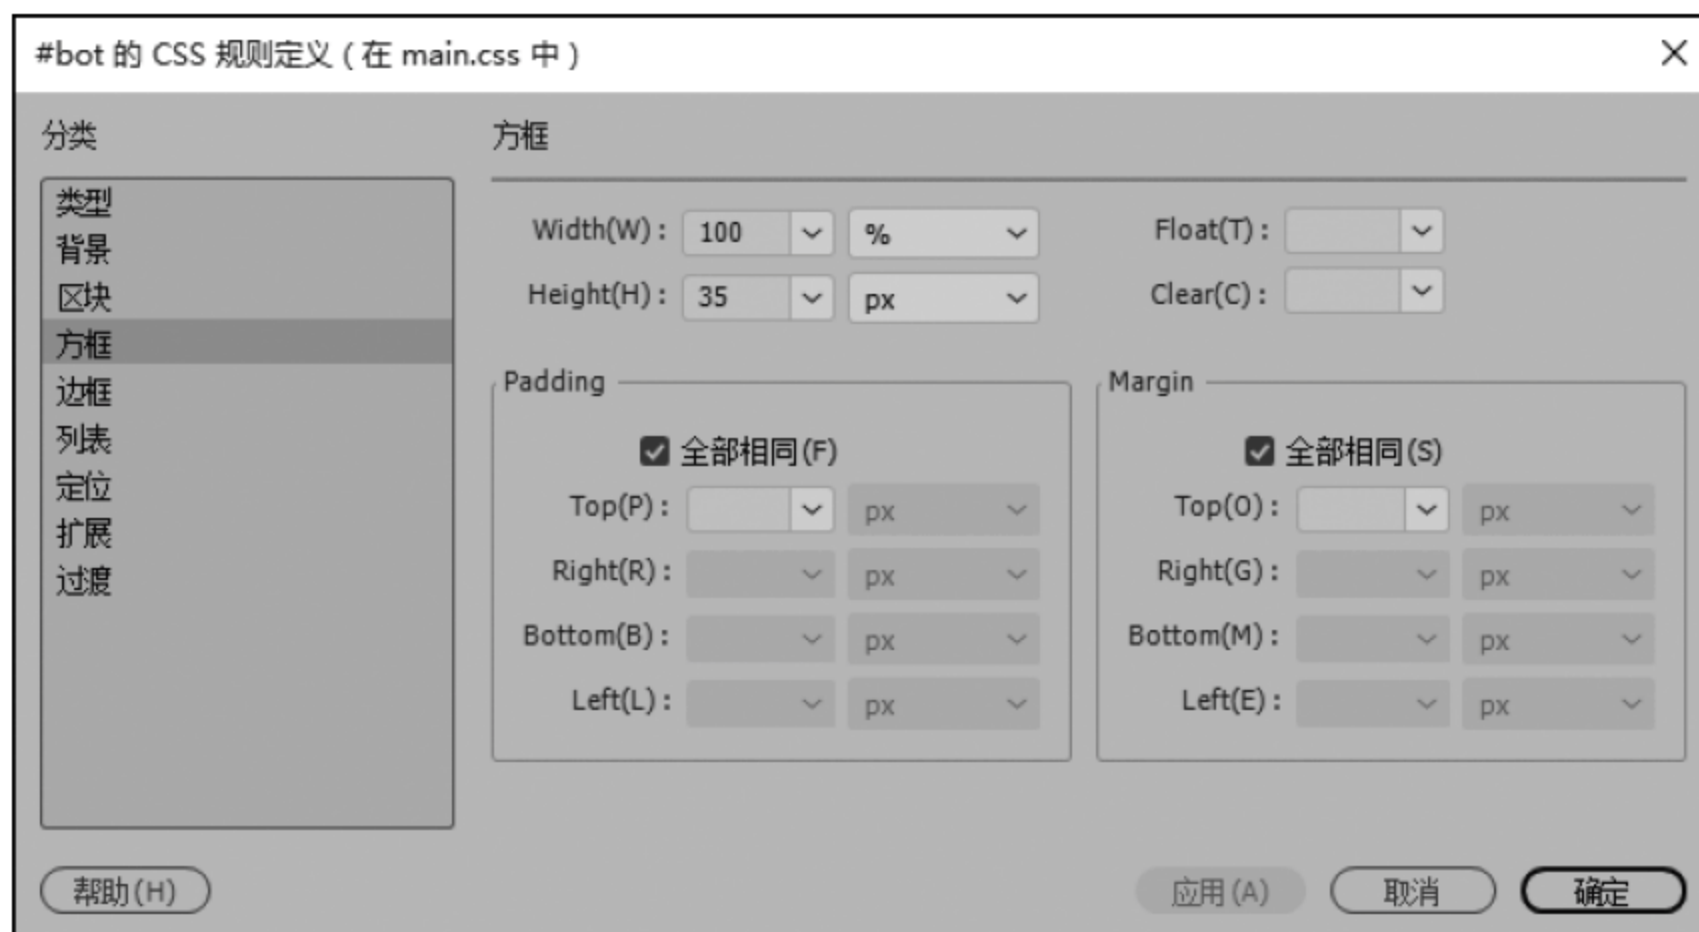 #bot 的 CSS 规则定义 ( 在 main.css 中 )
分类
类型
背景
区块
方框
边框
列表
定位
扩展
过渡
方框
Width(W) : 100 %
Float(T) :
Height(H) : 35 px
Clear(C) :
Padding
全部相同(F)
Top(P) : px
Right(R) : px
Bottom(B) : px
Left(L) : px
Margin
全部相同(S)
Top(O) : px
Right(G) : px
Bottom(M) : px
Left(E) : px
帮助(H)
应用(A)
取消
确定